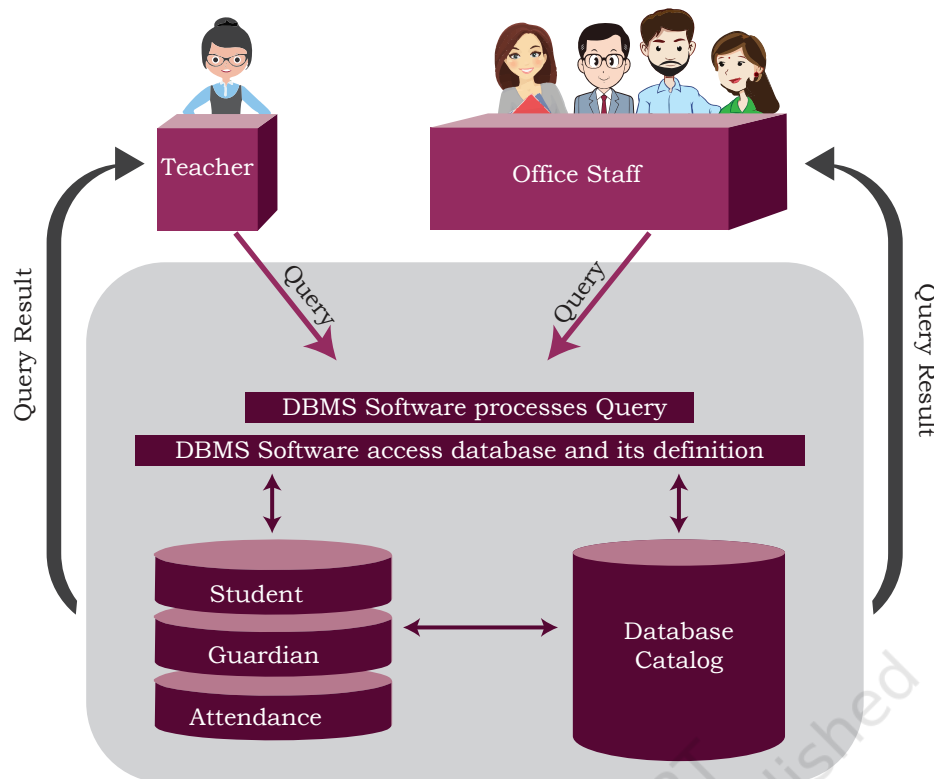 Teacher
Office Staff
Query
Query
Query Result
Query Result
DBMS Software processes Query
DBMS Software access database and its definition
Student
Guardian
Attendance
Database
Catalog